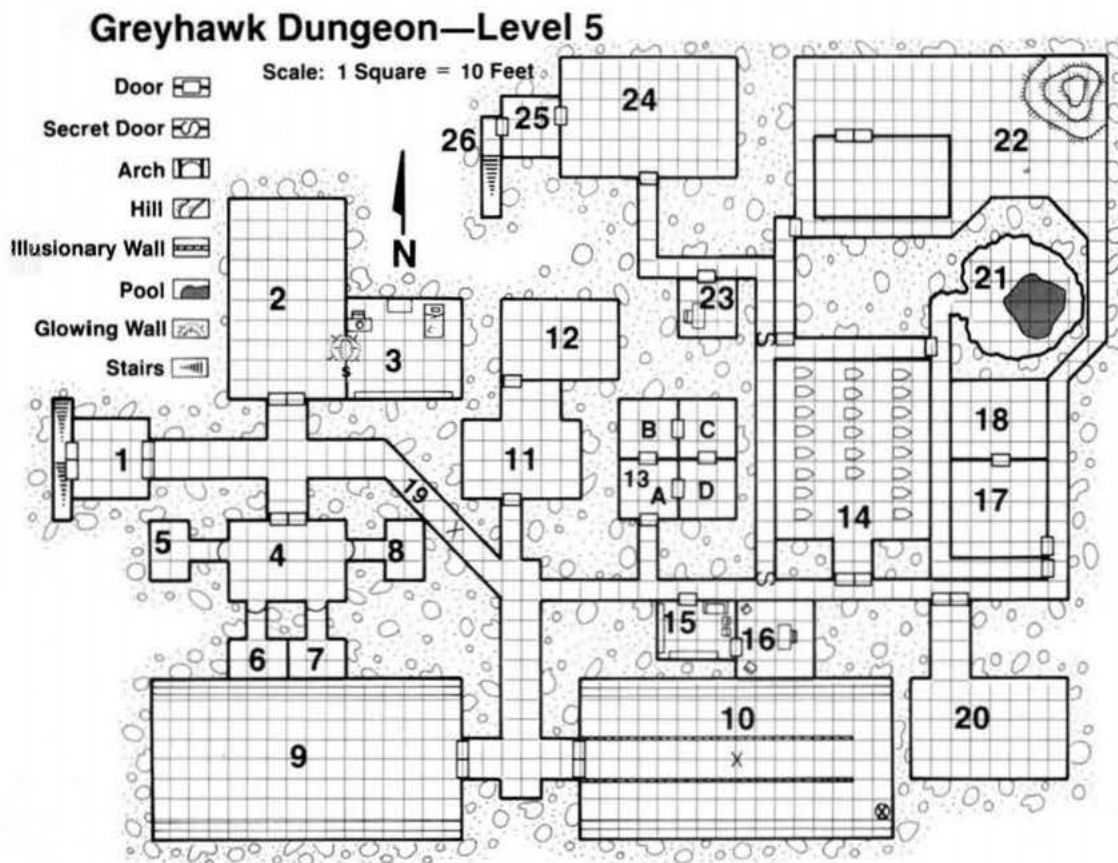 Greyhawk Dungeon—Level 5
Scale: 1 Square = 10 Feet
Door
Secret Door
Arch
Hill
Illusionary Wall
Pool
Glowing Wall
Stairs
N
24
25
26
22
2
21
23
12
3
S
S
B
C
18
1
11
13
A
D
17
19
X
14
5
4
8
S
15
16
6
7
10
20
9
X